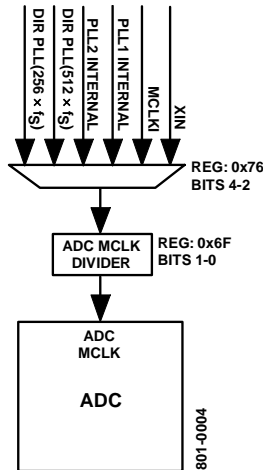 DIR PLL(256 × fS)
DIR PLL(512 × fS)
PLL2 INTERNAL
PLL1 INTERNAL
MCLKI
XIN
REG: 0x76
BITS 4-2
ADC MCLK
DIVIDER
REG: 0x6F
BITS 1-0
ADC
MCLK
ADC
801-0004